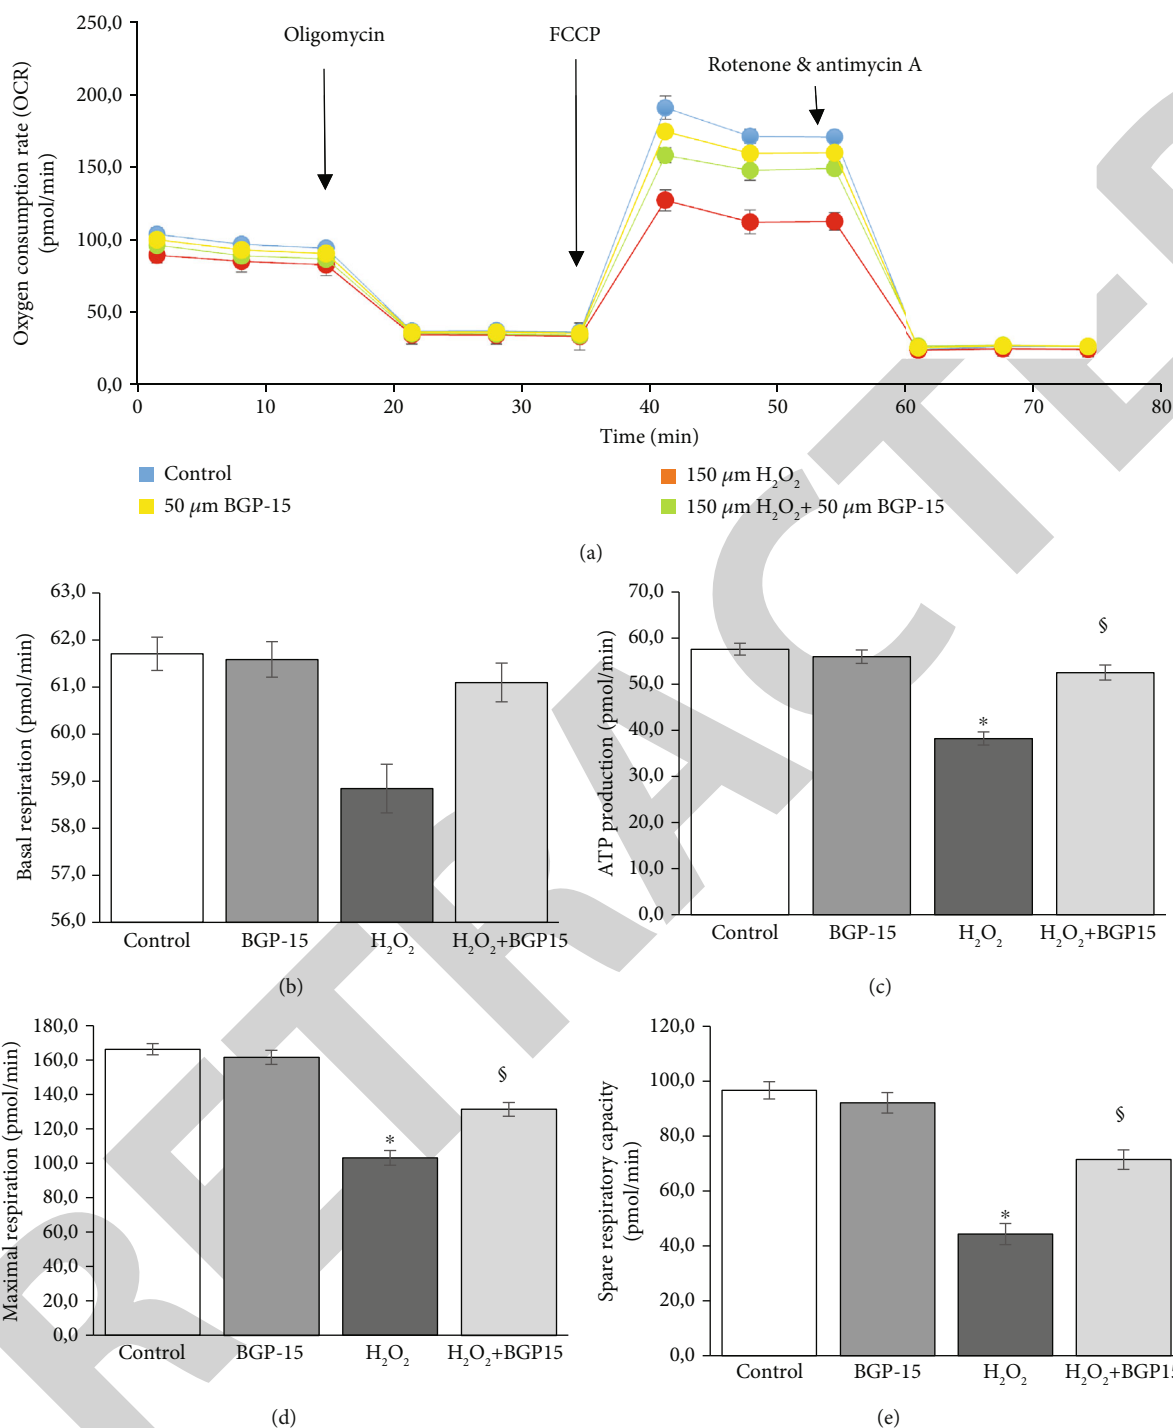 250,0
200,0
150,0
100,0
50,0
0,0
Oxygen consumption rate (OCR)
(pmol/min)
Oligomycin
FCCP
Rotenone & antimycin A
0 10 20 30 40 50 60 70 80
Time (min)
Control
50 μm BGP-15
150 μm H₂O₂
150 μm H₂O₂+ 50 μm BGP-15
(a)
63,0
62,0
61,0
60,0
59,0
58,0
57,0
56,0
Basal respiration (pmol/min)
Control BGP-15 H₂O₂ H₂O₂+BGP15
(b)
70,0
60,0
50,0
40,0
30,0
20,0
10,0
0,0
ATP production (pmol/min)
*
§
Control BGP-15 H₂O₂ H₂O₂+BGP15
(c)
180,0
160,0
140,0
120,0
100,0
80,0
60,0
40,0
20,0
0,0
Maximal respiration (pmol/min)
*
§
Control BGP-15 H₂O₂ H₂O₂+BGP15
(d)
120,0
100,0
80,0
60,0
40,0
20,0
0,0
Spare respiratory capacity
(pmol/min)
*
§
Control BGP-15 H₂O₂ H₂O₂+BGP15
(e)
RETRACTE